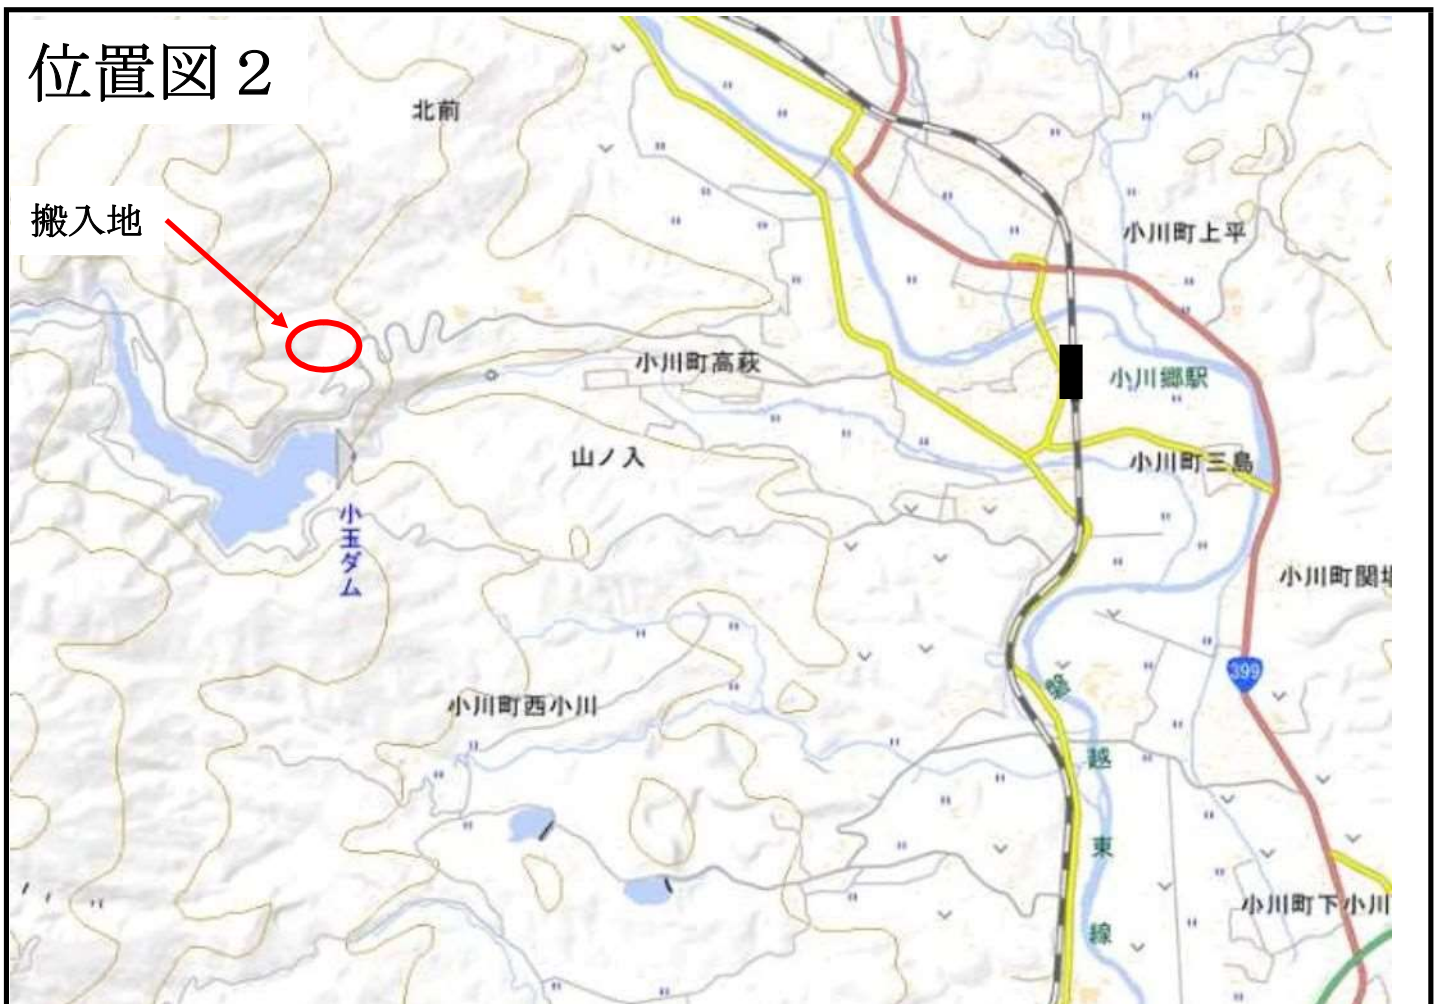 位置図２
北前
搬入地
小川町上平
小川町高萩
小川郷駅
山ノ入
小川町三島
小玉ダム
小川町関場
399
小川町西小川
磐越東線
小川町下小川